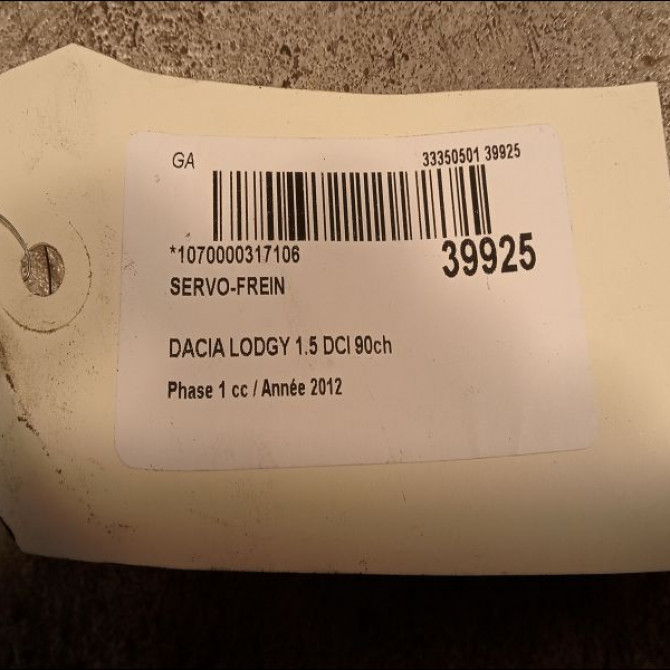 GA
33350501 39925
*1070000317106
39925
SERVO-FREIN
DACIA LODGY 1.5 DCI 90ch
Phase 1 cc / Année 2012